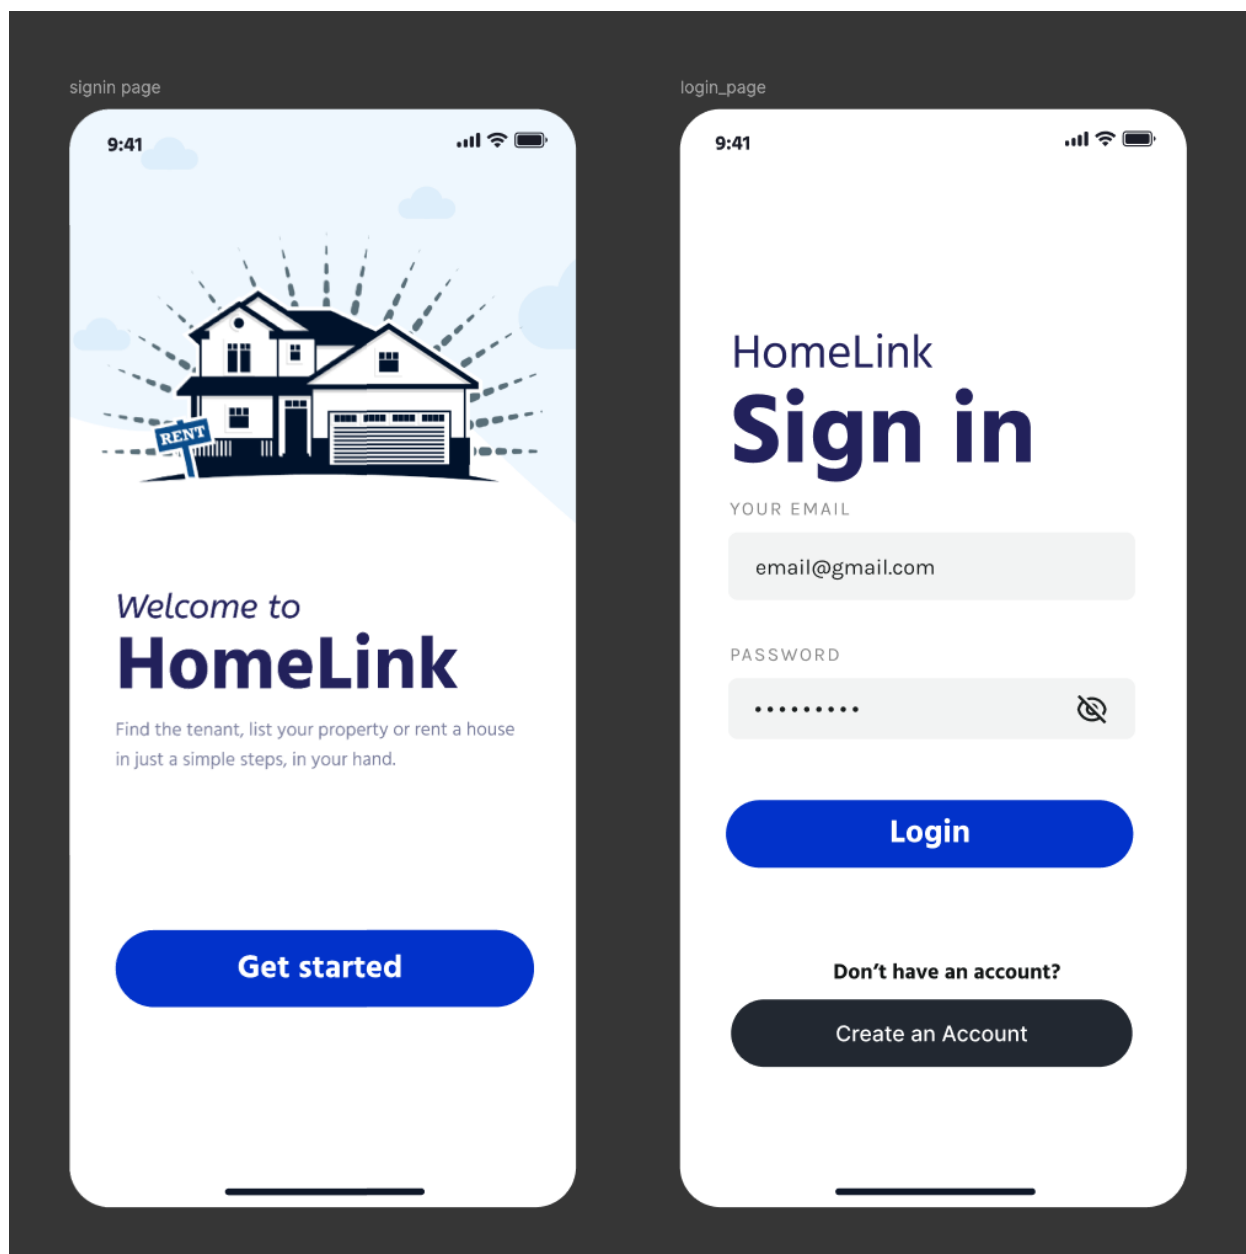 signin page
9:41
RENT
Welcome to
HomeLink
Find the tenant, list your property or rent a house
in just a simple steps, in your hand.
Get started
login_page
9:41
HomeLink
Sign in
YOUR EMAIL
email@gmail.com
PASSWORD
•••••••••
Login
Don’t have an account?
Create an Account